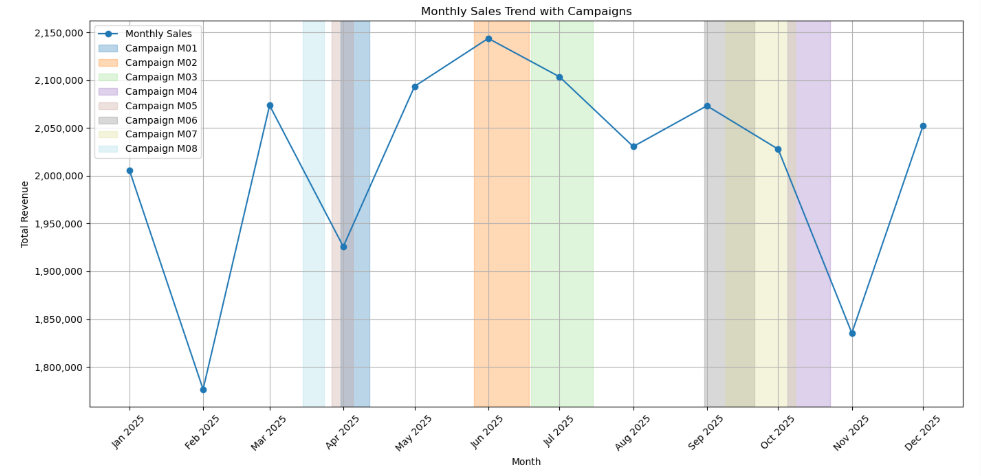 Monthly Sales Trend with Campaigns
2,150,000
2,100,000
2,050,000
2,000,000
1,950,000
1,900,000
1,850,000
1,800,000
Total Revenue
Monthly Sales
Campaign M01
Campaign M02
Campaign M03
Campaign M04
Campaign M05
Campaign M06
Campaign M07
Campaign M08
Jan 2025
Feb 2025
Mar 2025
Apr 2025
May 2025
Jun 2025
Jul 2025
Aug 2025
Sep 2025
Oct 2025
Nov 2025
Dec 2025
Month